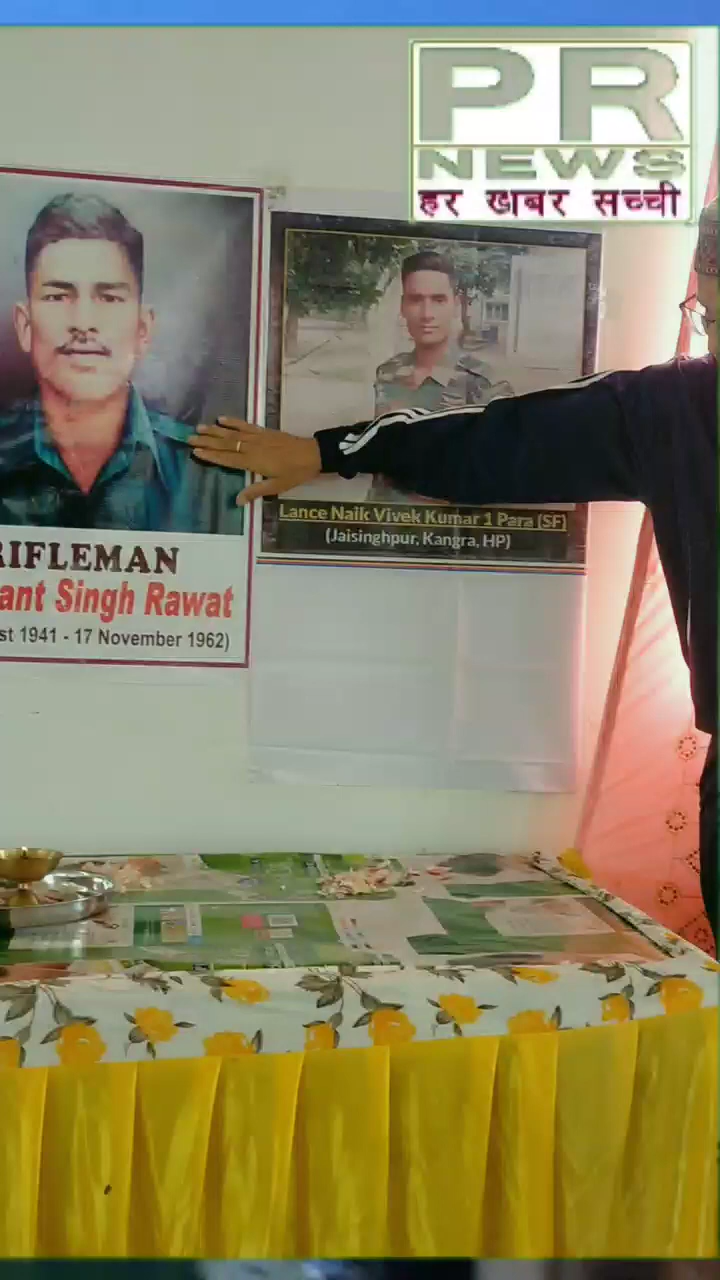 PR
NEWS
हर खबर सच्ची
RIFLEMAN
ant Singh Rawat
st 1941 - 17 November 1962)
Lance Naik Vivek Kumar 1 Para (SF)
(Jaisinghpur, Kangra, HP)